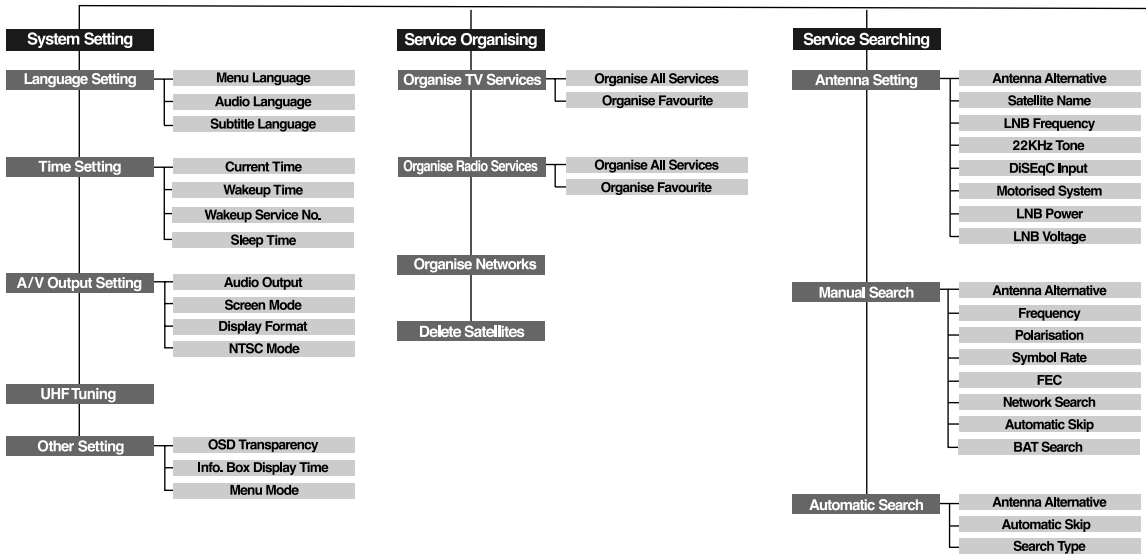 System Setting
Language Setting
Menu Language
Audio Language
Subtitle Language
Time Setting
Current Time
Wakeup Time
Wakeup Service No.
Sleep Time
A/V Output Setting
Audio Output
Screen Mode
Display Format
NTSC Mode
UHF Tuning
Other Setting
OSD Transparency
Info. Box Display Time
Menu Mode
Service Organising
Organise TV Services
Organise All Services
Organise Favourite
Organise Radio Services
Organise All Services
Organise Favourite
Organise Networks
Delete Satellites
Service Searching
Antenna Setting
Antenna Alternative
Satellite Name
LNB Frequency
22KHz Tone
DiSEqC Input
Motorised System
LNB Power
LNB Voltage
Manual Search
Antenna Alternative
Frequency
Polarisation
Symbol Rate
FEC
Network Search
Automatic Skip
BAT Search
Automatic Search
Antenna Alternative
Automatic Skip
Search Type